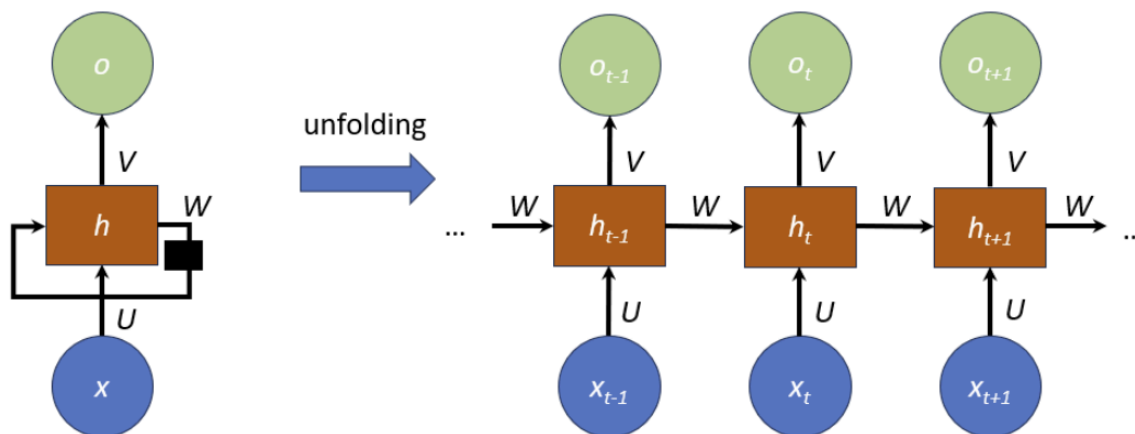 o
V
h
W
U
x
unfolding
o_{t-1} o_t o_{t+1}
V V V
... W h_{t-1} W h_t W h_{t+1} W ...
U U U
x_{t-1} x_t x_{t+1}